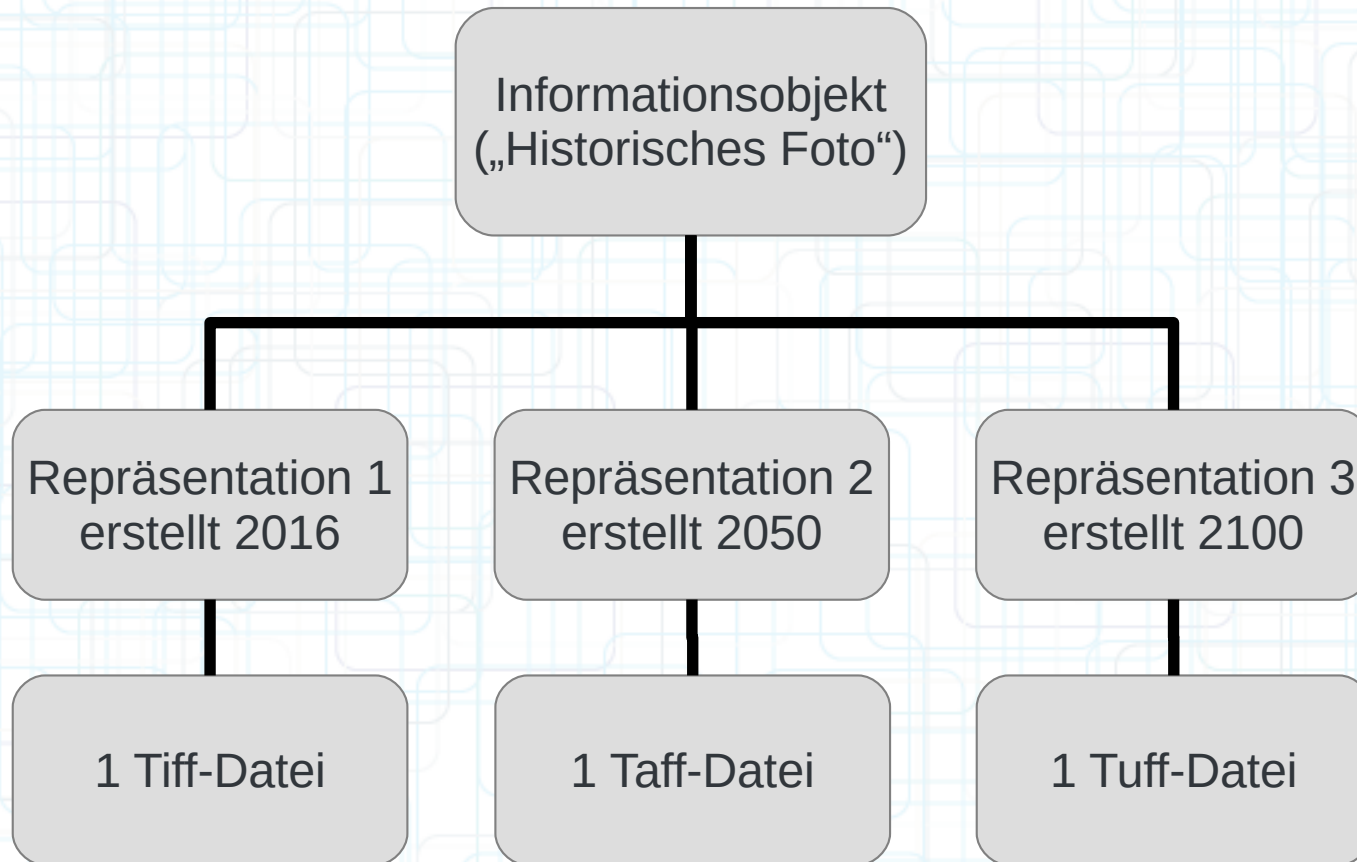 Informationsobjekt
(„Historisches Foto“)
Repräsentation 1
erstellt 2016
Repräsentation 2
erstellt 2050
Repräsentation 3
erstellt 2100
1 Tiff-Datei
1 Taff-Datei
1 Tuff-Datei